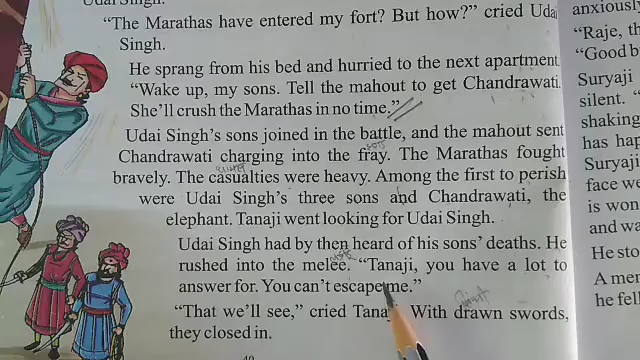 Udai Singh.
"The Marathas have entered my fort? But how?" cried Udai
Singh.
He sprang from his bed and hurried to the next apartment.
"Wake up, my sons. Tell the mahout to get Chandrawati.
She'll crush the Marathas in no time."
Udai Singh's sons joined in the battle, and the mahout sent
Chandrawati charging into the fray. The Marathas fought
bravely. The casualties were heavy. Among the first to perish
were Udai Singh's three sons and Chandrawati, the
elephant. Tanaji went looking for Udai Singh.
Udai Singh had by then heard of his sons' deaths. He
rushed into the melee. "Tanaji, you have a lot to
answer for. You can't escape me."
"That we'll see," cried Tanaji. With drawn swords,
they closed in.
anxiously
"Raje, th
"Good b
Suryaji
silent. "
shaking
has hap
Suryaji
face we
is won
and wa
He sto
A mer
he fell